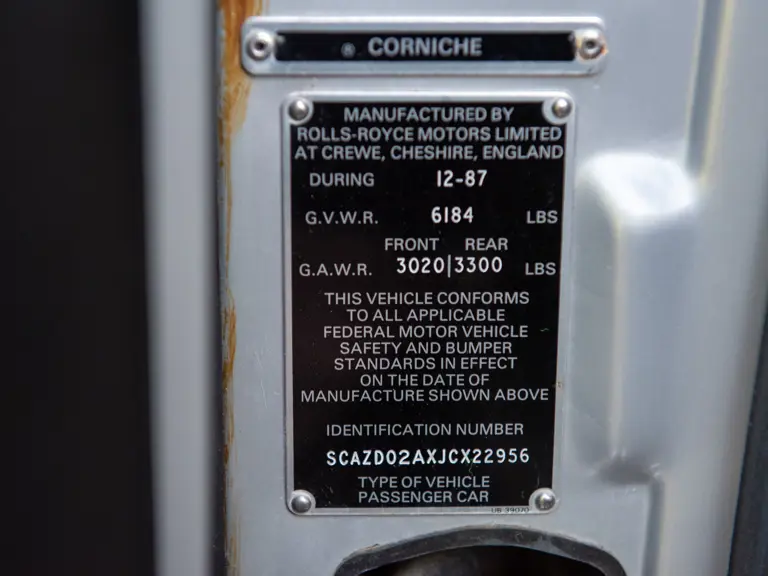 ® CORNICHE
MANUFACTURED BY
ROLLS-ROYCE MOTORS LIMITED
AT CREWE, CHESHIRE, ENGLAND
DURING 12-87
G.V.W.R. 6184 LBS
FRONT REAR
G.A.W.R. 3020|3300 LBS
THIS VEHICLE CONFORMS
TO ALL APPLICABLE
FEDERAL MOTOR VEHICLE
SAFETY AND BUMPER
STANDARDS IN EFFECT
ON THE DATE OF
MANUFACTURE SHOWN ABOVE
IDENTIFICATION NUMBER
SCAZD02AXJCX22956
TYPE OF VEHICLE
PASSENGER CAR
UB 39070